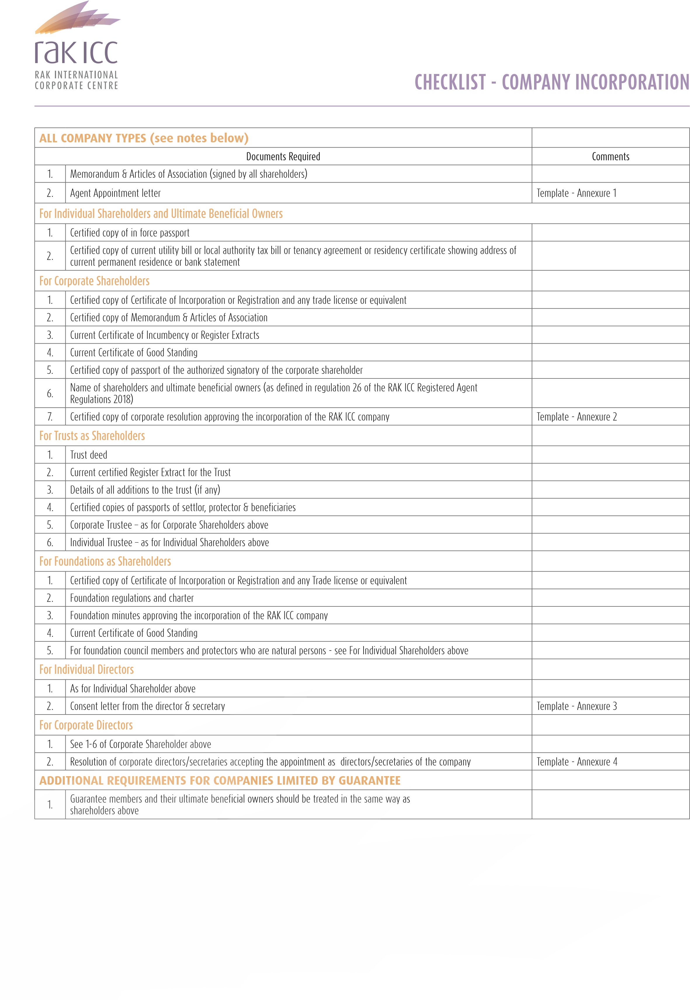 rak icc
RAK INTERNATIONAL
CORPORATE CENTRE
CHECKLIST - COMPANY INCORPORATION
ALL COMPANY TYPES (see notes below)
Documents Required Comments
1. Memorandum & Articles of Association (signed by all shareholders)
2. Agent Appointment letter Template - Annexure 1
For Individual Shareholders and Ultimate Beneficial Owners
1. Certified copy of in force passport
2. Certified copy of current utility bill or local authority tax bill or tenancy agreement or residency certificate showing address of
current permanent residence or bank statement
For Corporate Shareholders
1. Certified copy of Certificate of Incorporation or Registration and any trade license or equivalent
2. Certified copy of Memorandum & Articles of Association
3. Current Certificate of Incumbency or Register Extracts
4. Current Certificate of Good Standing
5. Certified copy of passport of the authorized signatory of the corporate shareholder
6. Name of shareholders and ultimate beneficial owners (as defined in regulation 26 of the RAK ICC Registered Agent
Regulations 2018)
7. Certified copy of corporate resolution approving the incorporation of the RAK ICC company Template - Annexure 2
For Trusts as Shareholders
1. Trust deed
2. Current certified Register Extract for the Trust
3. Details of all additions to the trust (if any)
4. Certified copies of passports of settlor, protector & beneficiaries
5. Corporate Trustee – as for Corporate Shareholders above
6. Individual Trustee – as for Individual Shareholders above
For Foundations as Shareholders
1. Certified copy of Certificate of Incorporation or Registration and any Trade license or equivalent
2. Foundation regulations and charter
3. Foundation minutes approving the incorporation of the RAK ICC company
4. Current Certificate of Good Standing
5. For foundation council members and protectors who are natural persons - see For Individual Shareholders above
For Individual Directors
1. As for Individual Shareholder above
2. Consent letter from the director & secretary Template - Annexure 3
For Corporate Directors
1. See 1-6 of Corporate Shareholder above
2. Resolution of corporate directors/secretaries accepting the appointment as directors/secretaries of the company Template - Annexure 4
ADDITIONAL REQUIREMENTS FOR COMPANIES LIMITED BY GUARANTEE
1. Guarantee members and their ultimate beneficial owners should be treated in the same way as
shareholders above